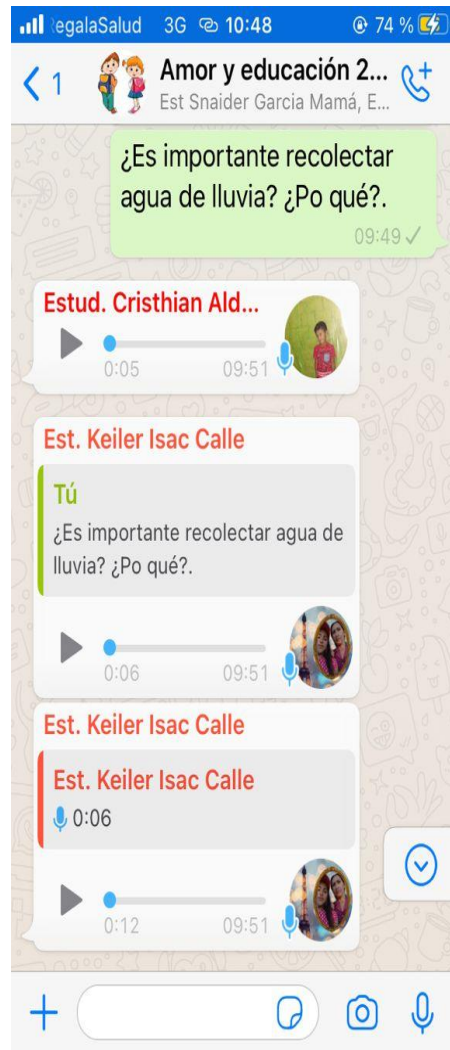 egalaSalud 3G 10:48 74 %
1 Amor y educación 2...
Est Snaider Garcia Mamá, E...
¿Es importante recolectar
agua de lluvia? ¿Po qué?.
09:49
Estud. Cristhian Ald...
0:05 09:51
Est. Keiler Isac Calle
Tú
¿Es importante recolectar agua de
lluvia? ¿Po qué?.
0:06 09:51
Est. Keiler Isac Calle
Est. Keiler Isac Calle
0:06
0:12 09:51